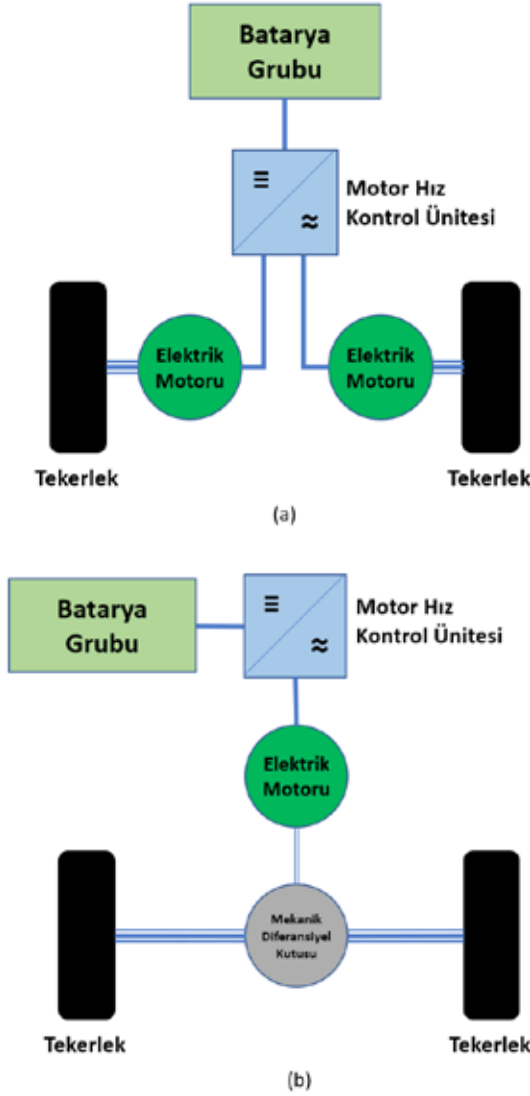 Batarya
Grubu
Motor Hız
Kontrol Ünitesi
Elektrik
Motoru
Elektrik
Motoru
Tekerlek
Tekerlek
(a)
Batarya
Grubu
Motor Hız
Kontrol Ünitesi
Elektrik
Motoru
Mekanik
Diferansiyel
Kutusu
Tekerlek
Tekerlek
(b)